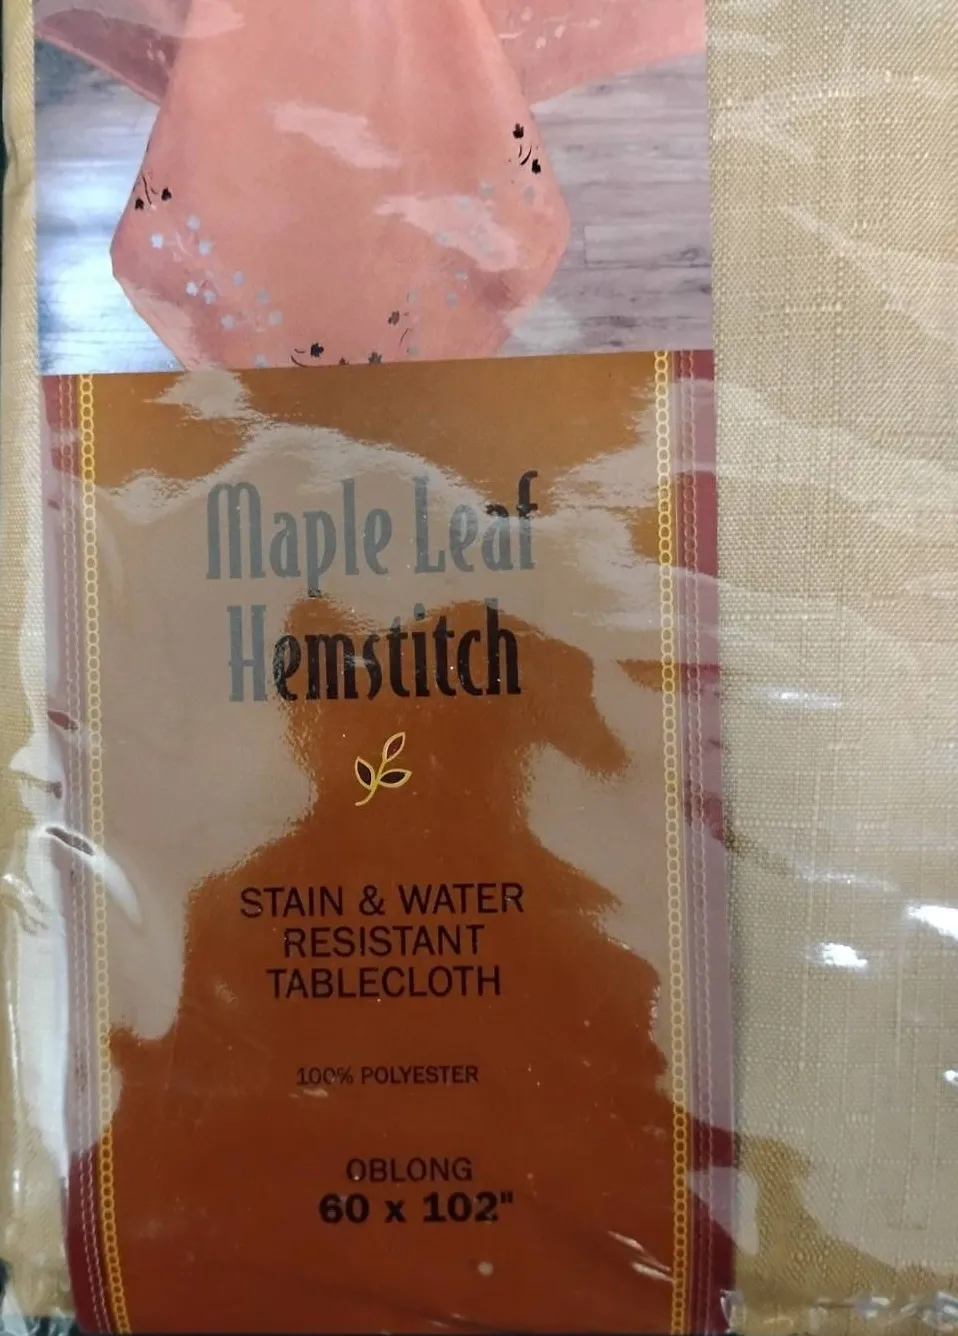 Maple Leaf
Hemstitch
STAIN & WATER
RESISTANT
TABLECLOTH
100% POLYESTER
OBLONG
60 x 102"